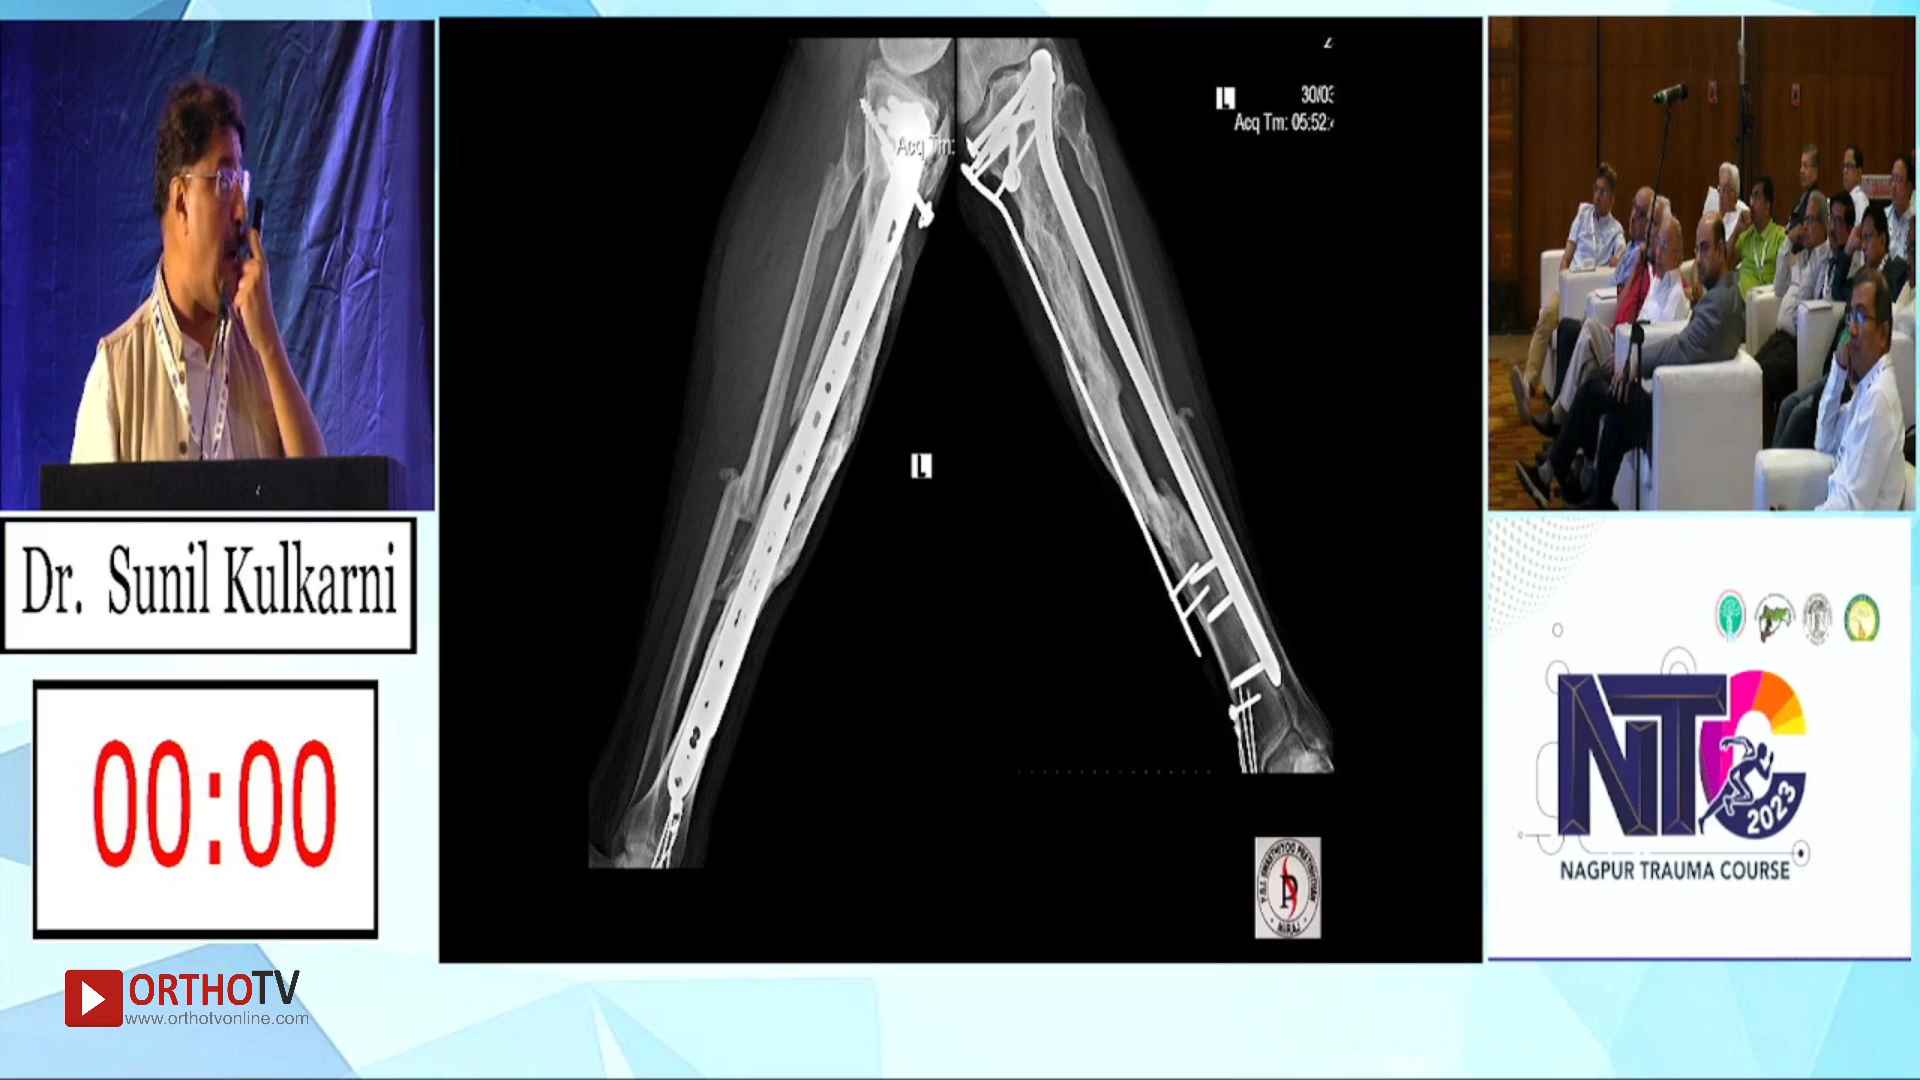 Dr. Sunil Kulkarni
00:00
ORTHOTV
www.orthotvonline.com
Acq Tm:
L
L
30/03
Acq Tm: 05:52:
P
MIRAJ
NTC
2023
NAGPUR TRAUMA COURSE